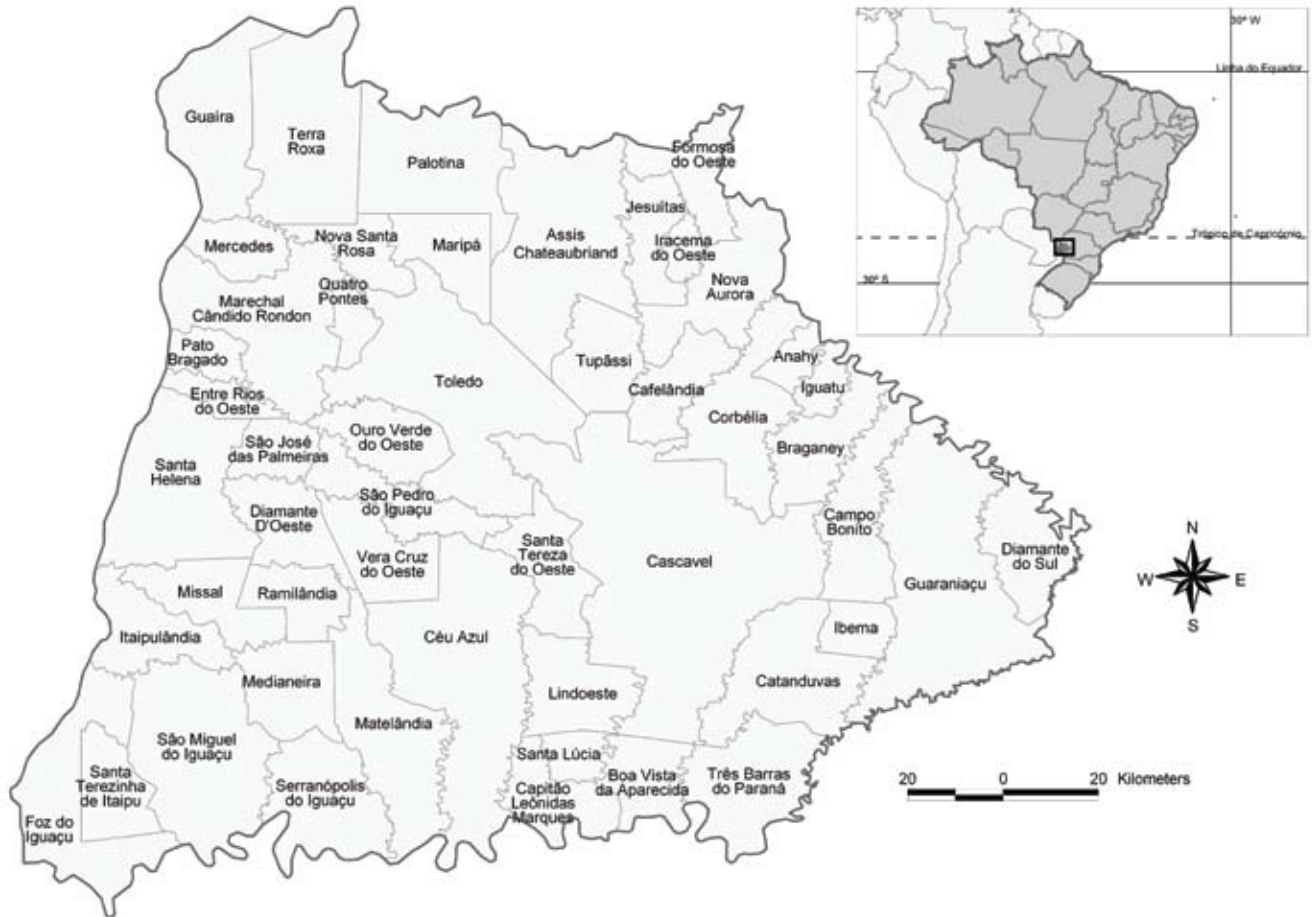 30º W
Linha do Equador
Trópico de Capricórnio
30º S
Guaíra
Terra
Roxa
Palotina
Formosa
do Oeste
Jesuítas
Assis
Chateaubriand
Iracema
do Oeste
Mercedes
Nova Santa
Rosa
Maripá
Nova
Aurora
Quatro
Pontes
Marechal
Cândido Rondon
Pato
Bragado
Tupãssi
Anahy
Iguatu
Toledo
Cafelândia
Entre Rios
do Oeste
Corbélia
Ouro Verde
do Oeste
São José
das Palmeiras
Braganey
Santa
Helena
São Pedro
do Iguaçu
Diamante
D'Oeste
Campo
Bonito
Santa
Tereza
do Oeste
Vera Cruz
do Oeste
Cascavel
Diamante
do Sul
Guaraniaçu
Missal
Ramilândia
Itaipulândia
Céu Azul
Ibema
Medianeira
Lindoeste
Catanduvas
Matelândia
São Miguel
do Iguaçu
Santa Lúcia
Santa
Terezinha
de Itaipu
Serranópolis
do Iguaçu
Capitão
Leônidas
Marques
Boa Vista
da Aparecida
Três Barras
do Paraná
Foz do
Iguaçu
N
W
E
S
20 0 20 Kilometers